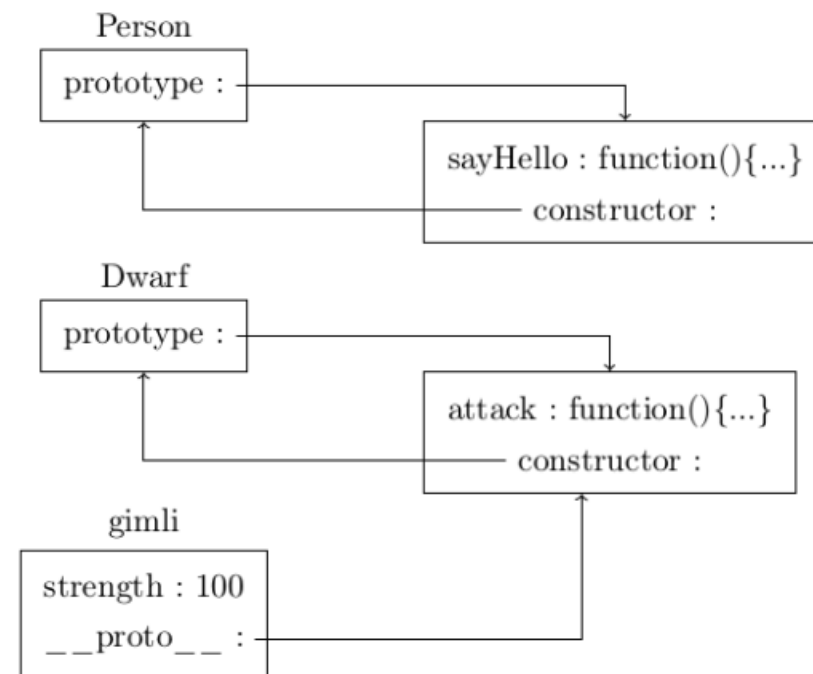 Person
prototype :
sayHello : function(){...}
constructor :
Dwarf
prototype :
attack : function(){...}
constructor :
gimli
strength : 100
__proto__ :